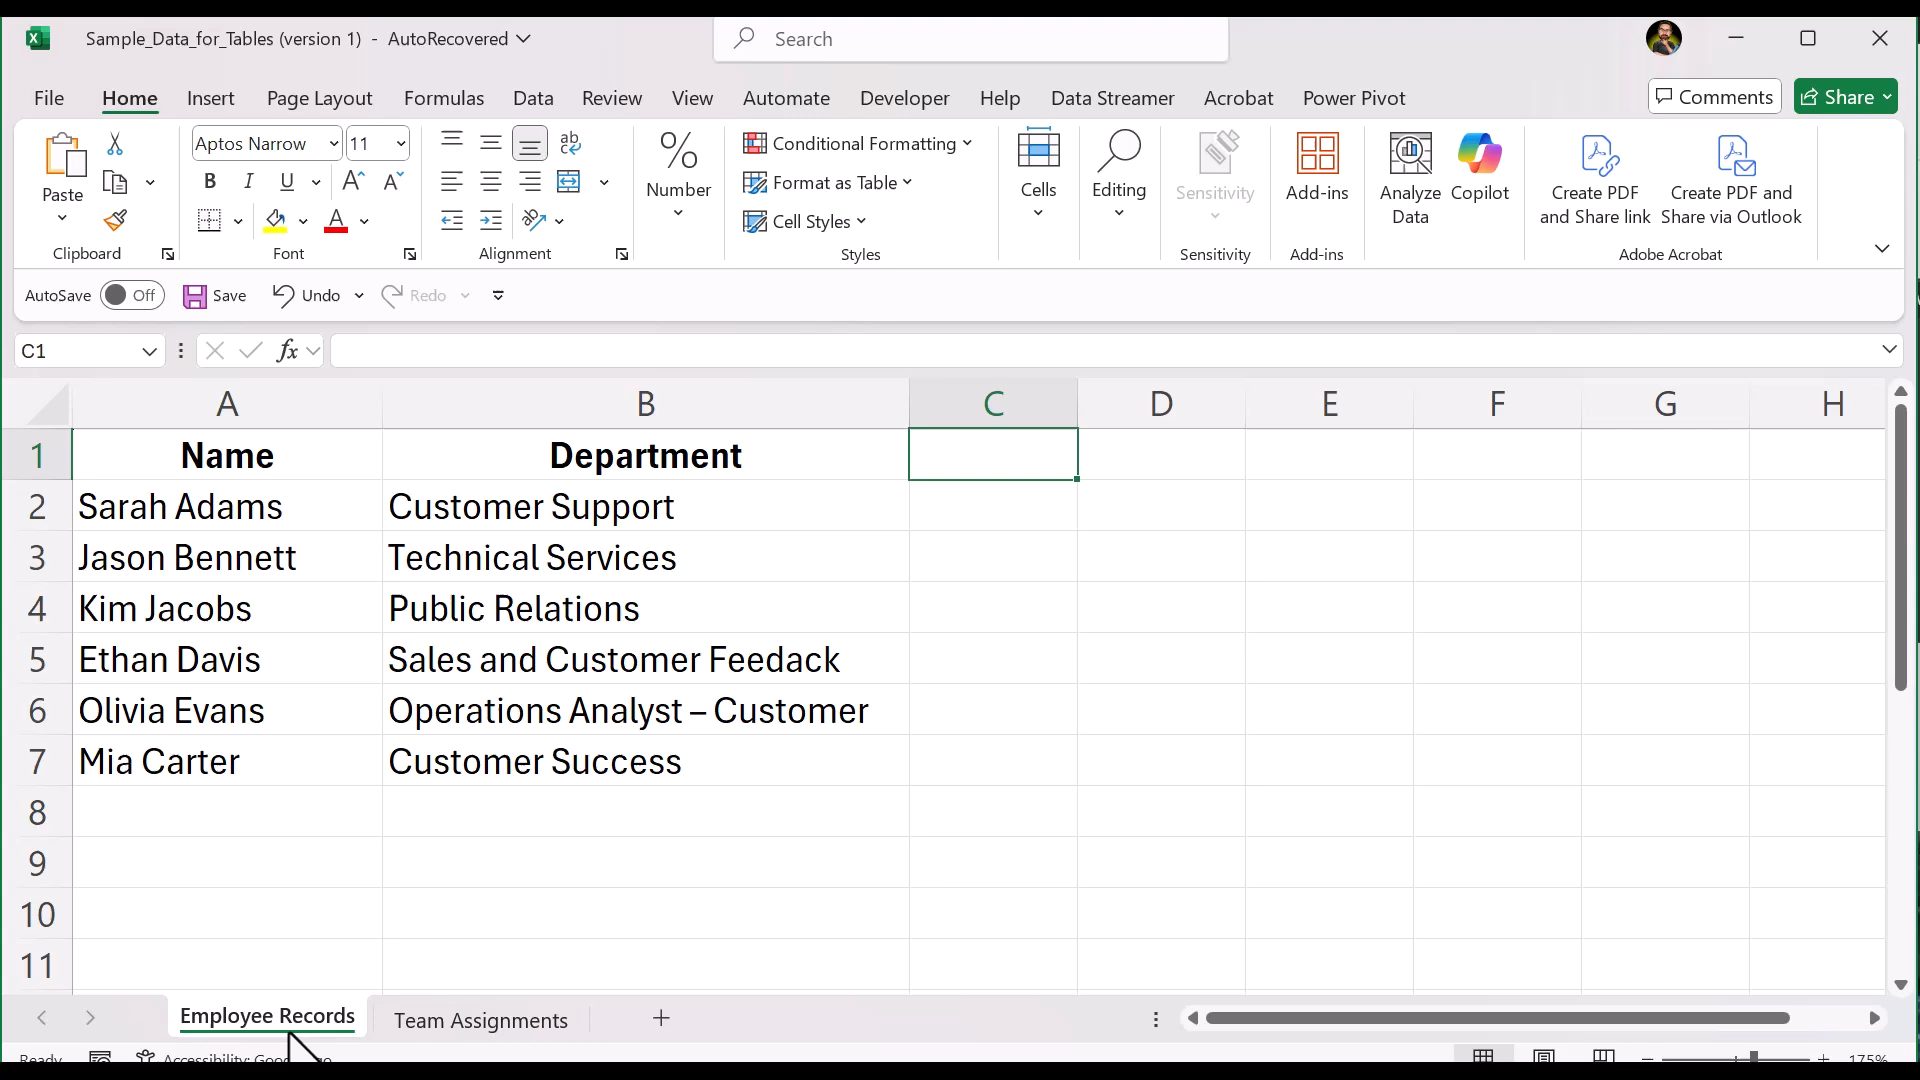 Sample_Data_for_Tables (version 1) - AutoRecovered
Search
File Home Insert Page Layout Formulas Data Review View Automate Developer Help Data Streamer Acrobat Power Pivot
Comments Share
Paste
Clipboard
Aptos Narrow 11
B I U A A
A
Font
ab
c
Alignment
%
Number
Conditional Formatting
Format as Table
Cell Styles
Styles
Cells
Editing
Sensitivity
Sensitivity
Add-ins
Add-ins
Analyze
Data
Copilot
Create PDF
and Share link
Create PDF and
Share via Outlook
Adobe Acrobat
AutoSave Off Save Undo Redo
C1 fx
A B C D E F G H
1 Name Department
2 Sarah Adams Customer Support
3 Jason Bennett Technical Services
4 Kim Jacobs Public Relations
5 Ethan Davis Sales and Customer Feedack
6 Olivia Evans Operations Analyst – Customer
7 Mia Carter Customer Success
8
9
10
11
Employee Records Team Assignments +
Ready Accessibility: Good 175%